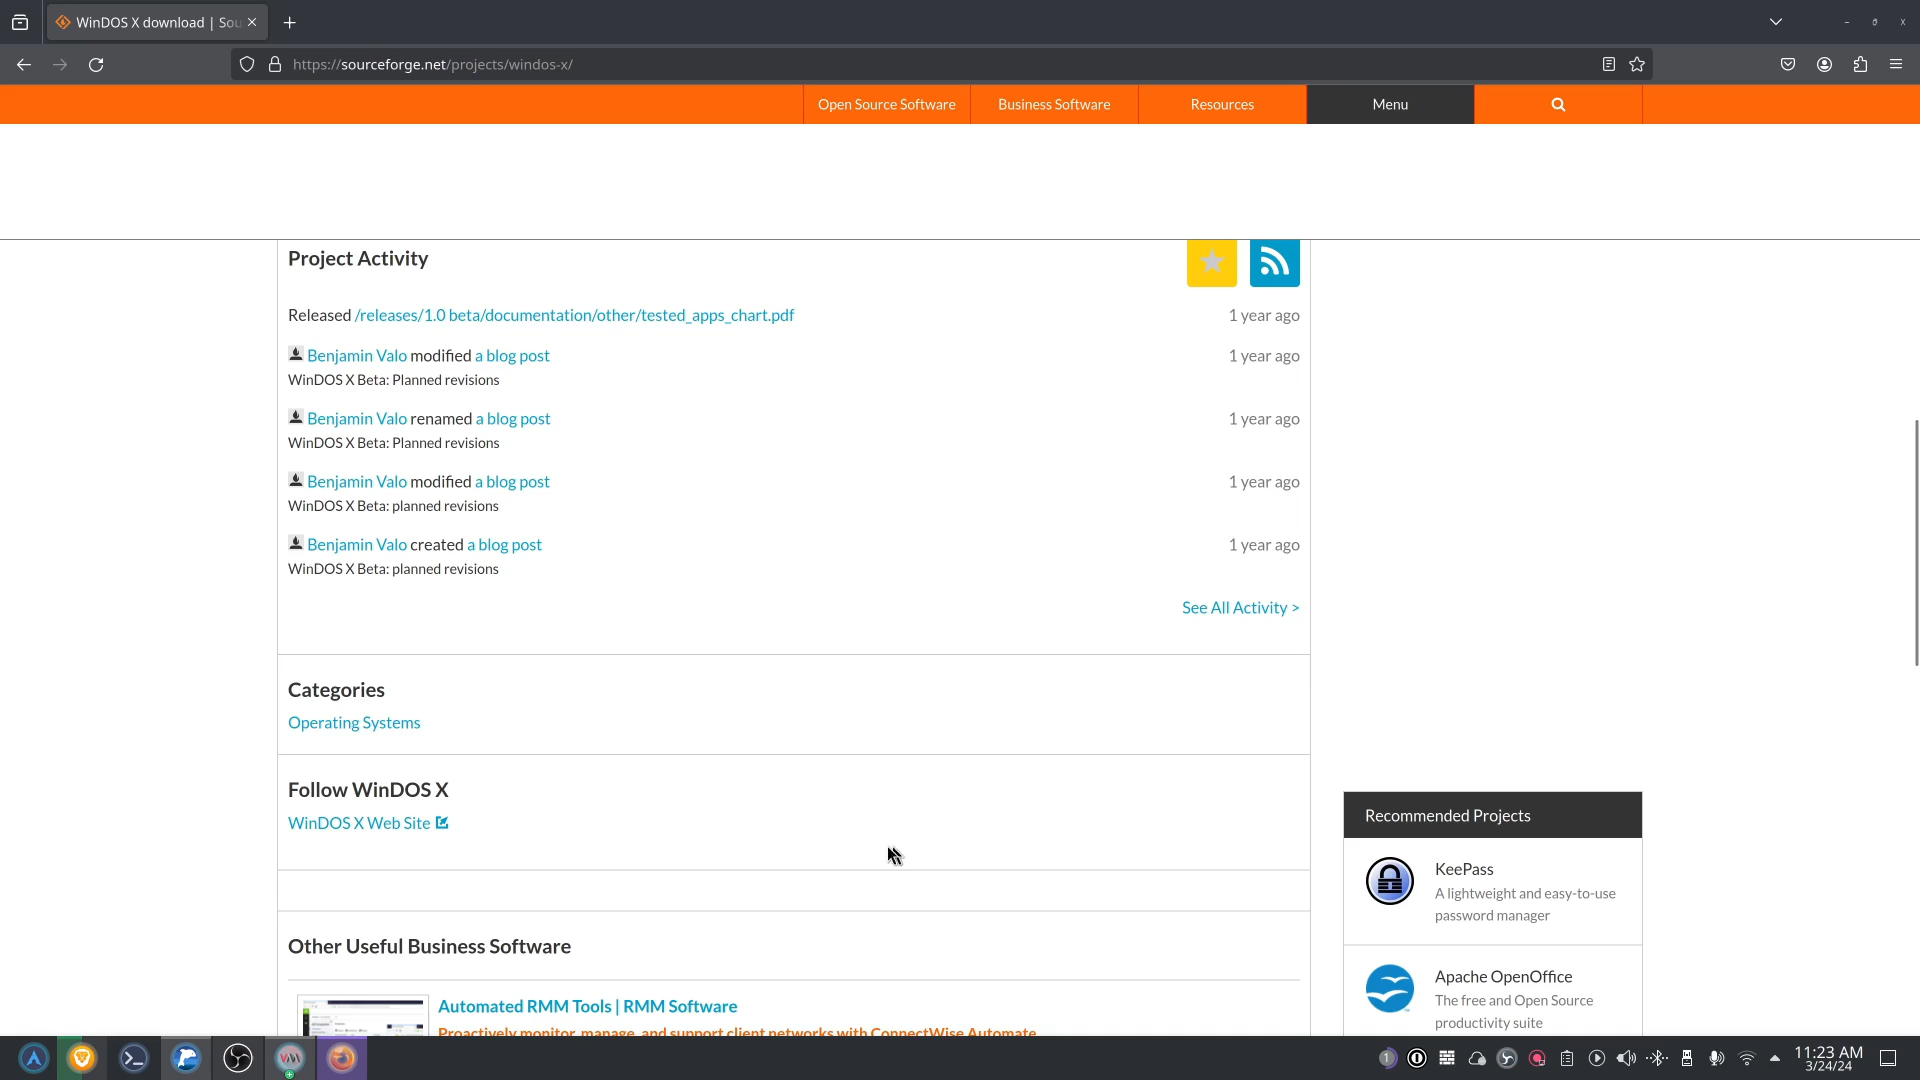 WinDOS X download | Sou
https://sourceforge.net/projects/windos-x/
Open Source Software
Business Software
Resources
Menu
Project Activity
Released /releases/1.0 beta/documentation/other/tested_apps_chart.pdf
1 year ago
Benjamin Valo modified a blog post
1 year ago
WinDOS X Beta: Planned revisions
Benjamin Valo renamed a blog post
1 year ago
WinDOS X Beta: Planned revisions
Benjamin Valo modified a blog post
1 year ago
WinDOS X Beta: planned revisions
Benjamin Valo created a blog post
1 year ago
WinDOS X Beta: planned revisions
See All Activity >
Categories
Operating Systems
Follow WinDOS X
WinDOS X Web Site
Recommended Projects
KeePass
A lightweight and easy-to-use
password manager
Other Useful Business Software
Apache OpenOffice
The free and Open Source
productivity suite
Automated RMM Tools | RMM Software
Proactively monitor, manage, and support client networks with ConnectWise Automate
1
11:23 AM
3/24/24